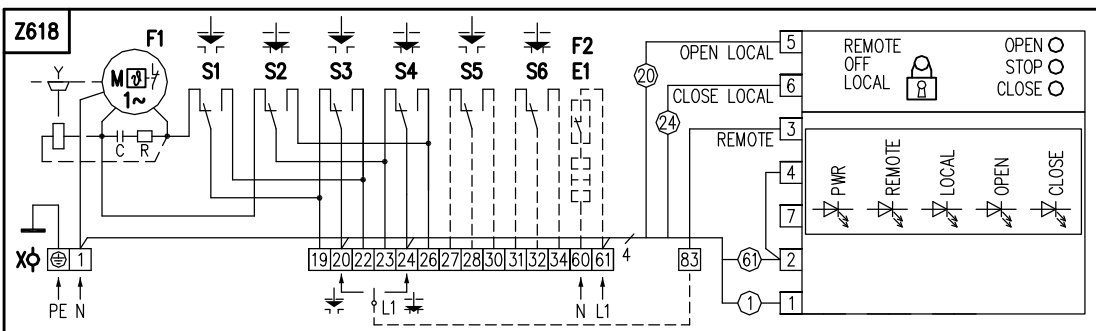 Z618
F1
S1 S2 S3 S4 S5 S6
F2
E1
Y
M ϑ
1~
C R
X
1
PE N
19 20 22 23 24 26 27 28 30 31 32 34 60 61
4
83
L1
N L1
20
24
61
1
OPEN LOCAL 5
CLOSE LOCAL 6
REMOTE 3
4
7
2
1
REMOTE
OFF
LOCAL
OPEN
STOP
CLOSE
PWR
REMOTE
LOCAL
OPEN
CLOSE